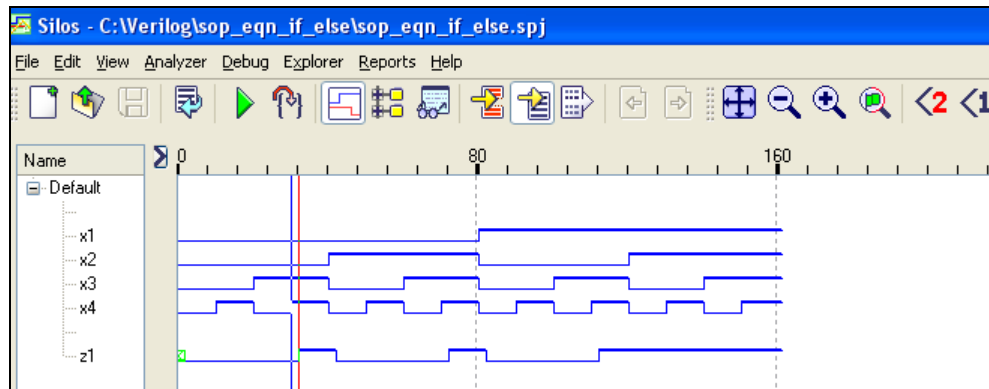 Silos - C:\Verilog\sop_eqn_if_else\sop_eqn_if_else.spj
File Edit View Analyzer Debug Explorer Reports Help
2 1
Name 0 80 160
Default
x1
x2
x3
x4
z1